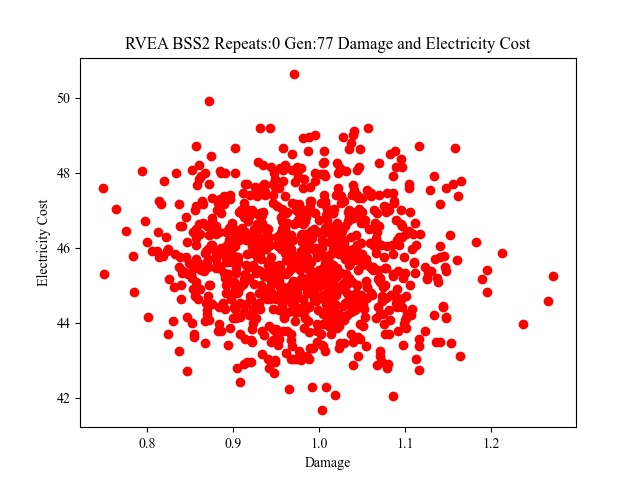 RVEA BSS2 Repeats:0 Gen:77 Damage and Electricity Cost
50
48
46
44
42
Electricity Cost
0.8 0.9 1.0 1.1 1.2
Damage